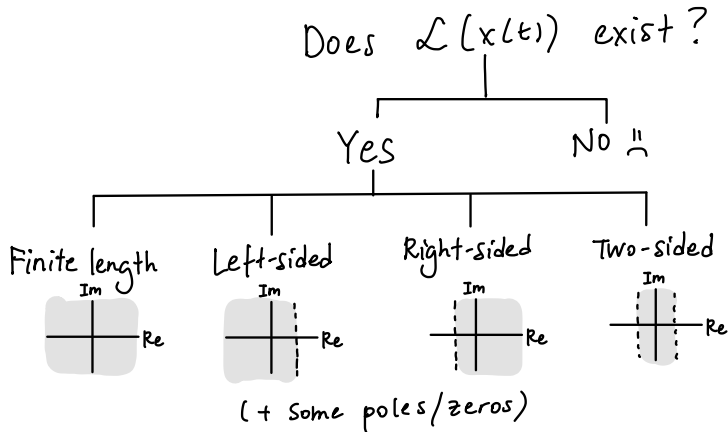 Does ℒ(x(t)) exist?
Yes
No
Finite length
Left-sided
Right-sided
Two-sided
Im
Re
Im
Re
Im
Re
Im
Re
(+ some poles/zeros)